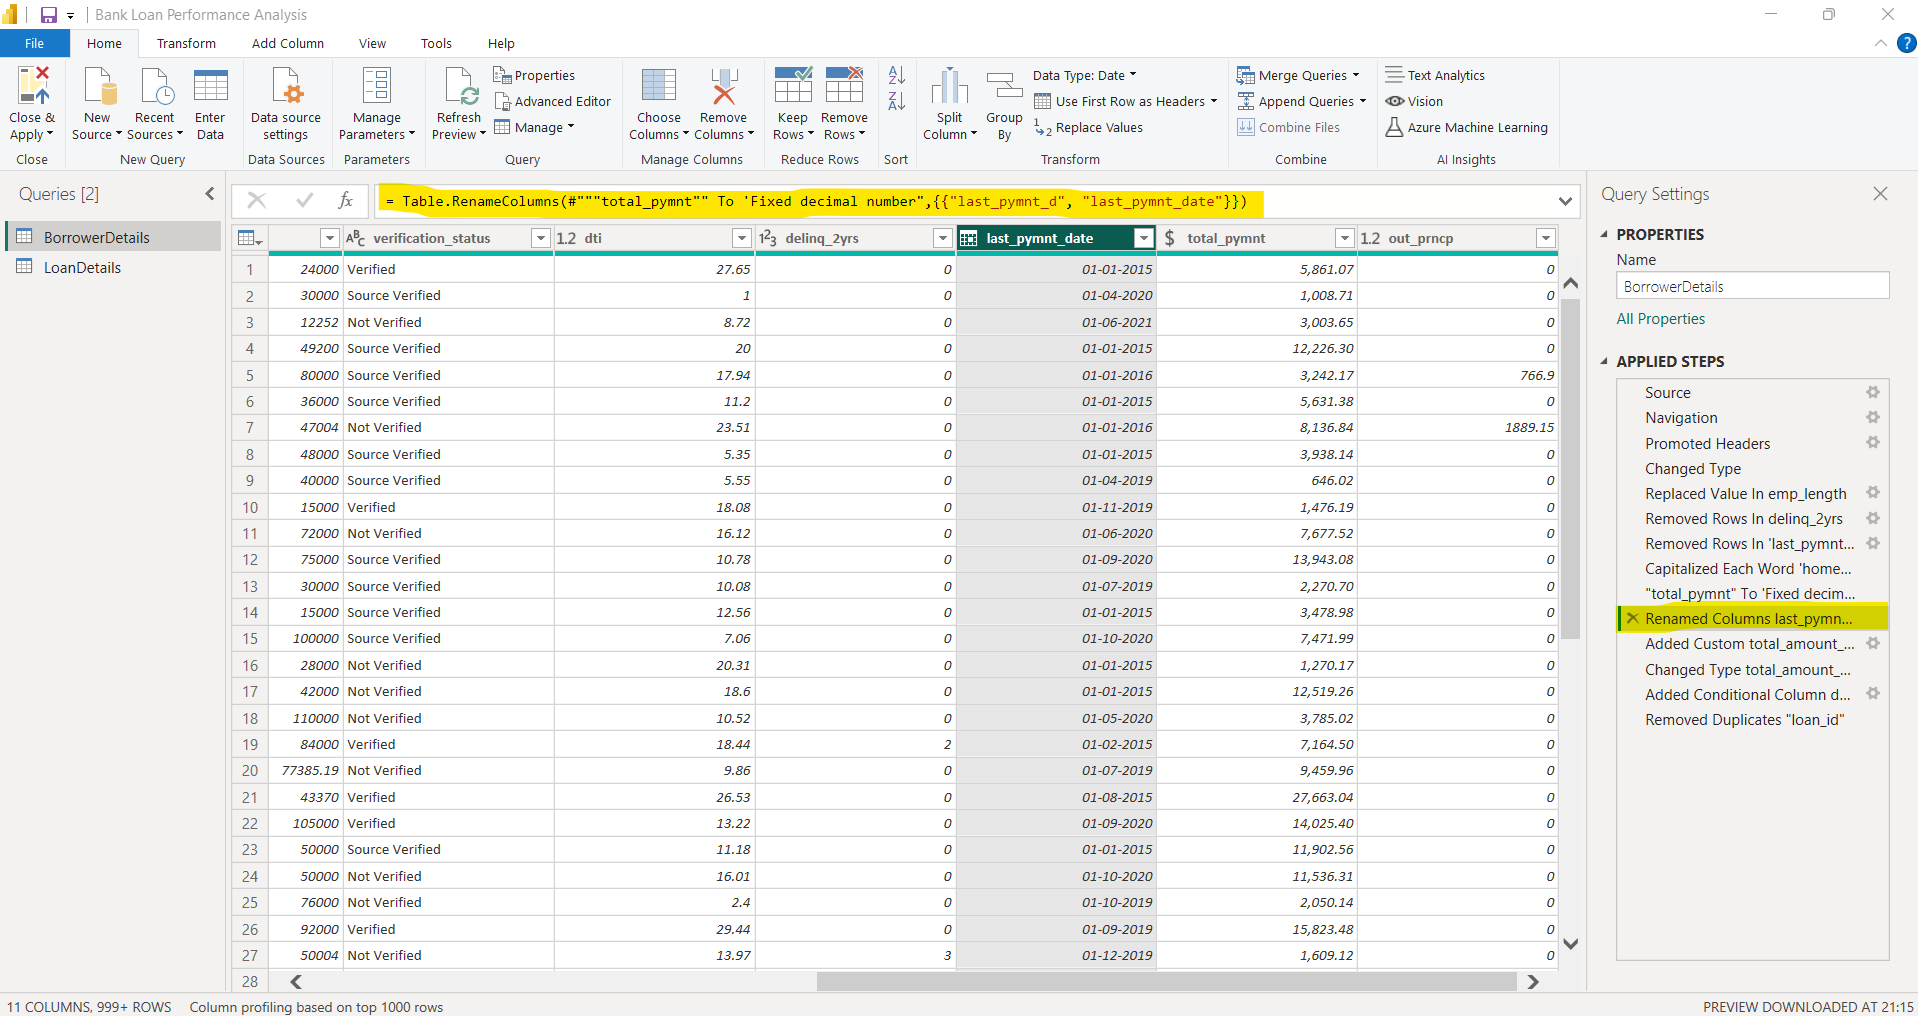 Bank Loan Performance Analysis
File Home Transform Add Column View Tools Help
Close & Apply
Close
New Source
Recent Sources
Enter Data
New Query
Data source settings
Data Sources
Manage Parameters
Parameters
Refresh Preview
Properties
Advanced Editor
Manage
Query
Choose Columns
Remove Columns
Manage Columns
Keep Rows
Remove Rows
Reduce Rows
Sort
Split Column
Group By
Data Type: Date
Use First Row as Headers
Replace Values
Transform
Merge Queries
Append Queries
Combine Files
Combine
Text Analytics
Vision
Azure Machine Learning
AI Insights
Queries [2]
BorrowerDetails
LoanDetails
fx = Table.RenameColumns(#"""total_pymnt"" To 'Fixed decimal number",{{"last_pymnt_d", "last_pymnt_date"}})
ABC verification_status 1.2 dti 123 delinq_2yrs last_pymnt_date $ total_pymnt 1.2 out_prncp
1 24000 Verified 27.65 0 01-01-2015 5,861.07 0
2 30000 Source Verified 1 0 01-04-2020 1,008.71 0
3 12252 Not Verified 8.72 0 01-06-2021 3,003.65 0
4 49200 Source Verified 20 0 01-01-2015 12,226.30 0
5 80000 Source Verified 17.94 0 01-01-2016 3,242.17 766.9
6 36000 Source Verified 11.2 0 01-01-2015 5,631.38 0
7 47004 Not Verified 23.51 0 01-01-2016 8,136.84 1889.15
8 48000 Source Verified 5.35 0 01-01-2015 3,938.14 0
9 40000 Source Verified 5.55 0 01-04-2019 646.02 0
10 15000 Verified 18.08 0 01-11-2019 1,476.19 0
11 72000 Not Verified 16.12 0 01-06-2020 7,677.52 0
12 75000 Source Verified 10.78 0 01-09-2020 13,943.08 0
13 30000 Source Verified 10.08 0 01-07-2019 2,270.70 0
14 15000 Source Verified 12.56 0 01-01-2015 3,478.98 0
15 100000 Source Verified 7.06 0 01-10-2020 7,471.99 0
16 28000 Not Verified 20.31 0 01-01-2015 1,270.17 0
17 42000 Not Verified 18.6 0 01-01-2015 12,519.26 0
18 110000 Not Verified 10.52 0 01-05-2020 3,785.02 0
19 84000 Verified 18.44 2 01-02-2015 7,164.50 0
20 77385.19 Not Verified 9.86 0 01-07-2019 9,459.96 0
21 43370 Verified 26.53 0 01-08-2015 27,663.04 0
22 105000 Verified 13.22 0 01-09-2020 14,025.40 0
23 50000 Source Verified 11.18 0 01-01-2015 11,902.56 0
24 50000 Not Verified 16.01 0 01-10-2020 11,536.31 0
25 76000 Not Verified 2.4 0 01-10-2019 2,050.14 0
26 92000 Verified 29.44 0 01-09-2019 15,823.48 0
27 50004 Not Verified 13.97 3 01-12-2019 1,609.12 0
28
Query Settings
PROPERTIES
Name
BorrowerDetails
All Properties
APPLIED STEPS
Source
Navigation
Promoted Headers
Changed Type
Replaced Value In emp_length
Removed Rows In delinq_2yrs
Removed Rows In 'last_pymnt...
Capitalized Each Word 'home...
"total_pymnt" To 'Fixed decim...
Renamed Columns last_pymn...
Added Custom total_amount_...
Changed Type total_amount_...
Added Conditional Column d...
Removed Duplicates "loan_id"
11 COLUMNS, 999+ ROWS Column profiling based on top 1000 rows PREVIEW DOWNLOADED AT 21:15